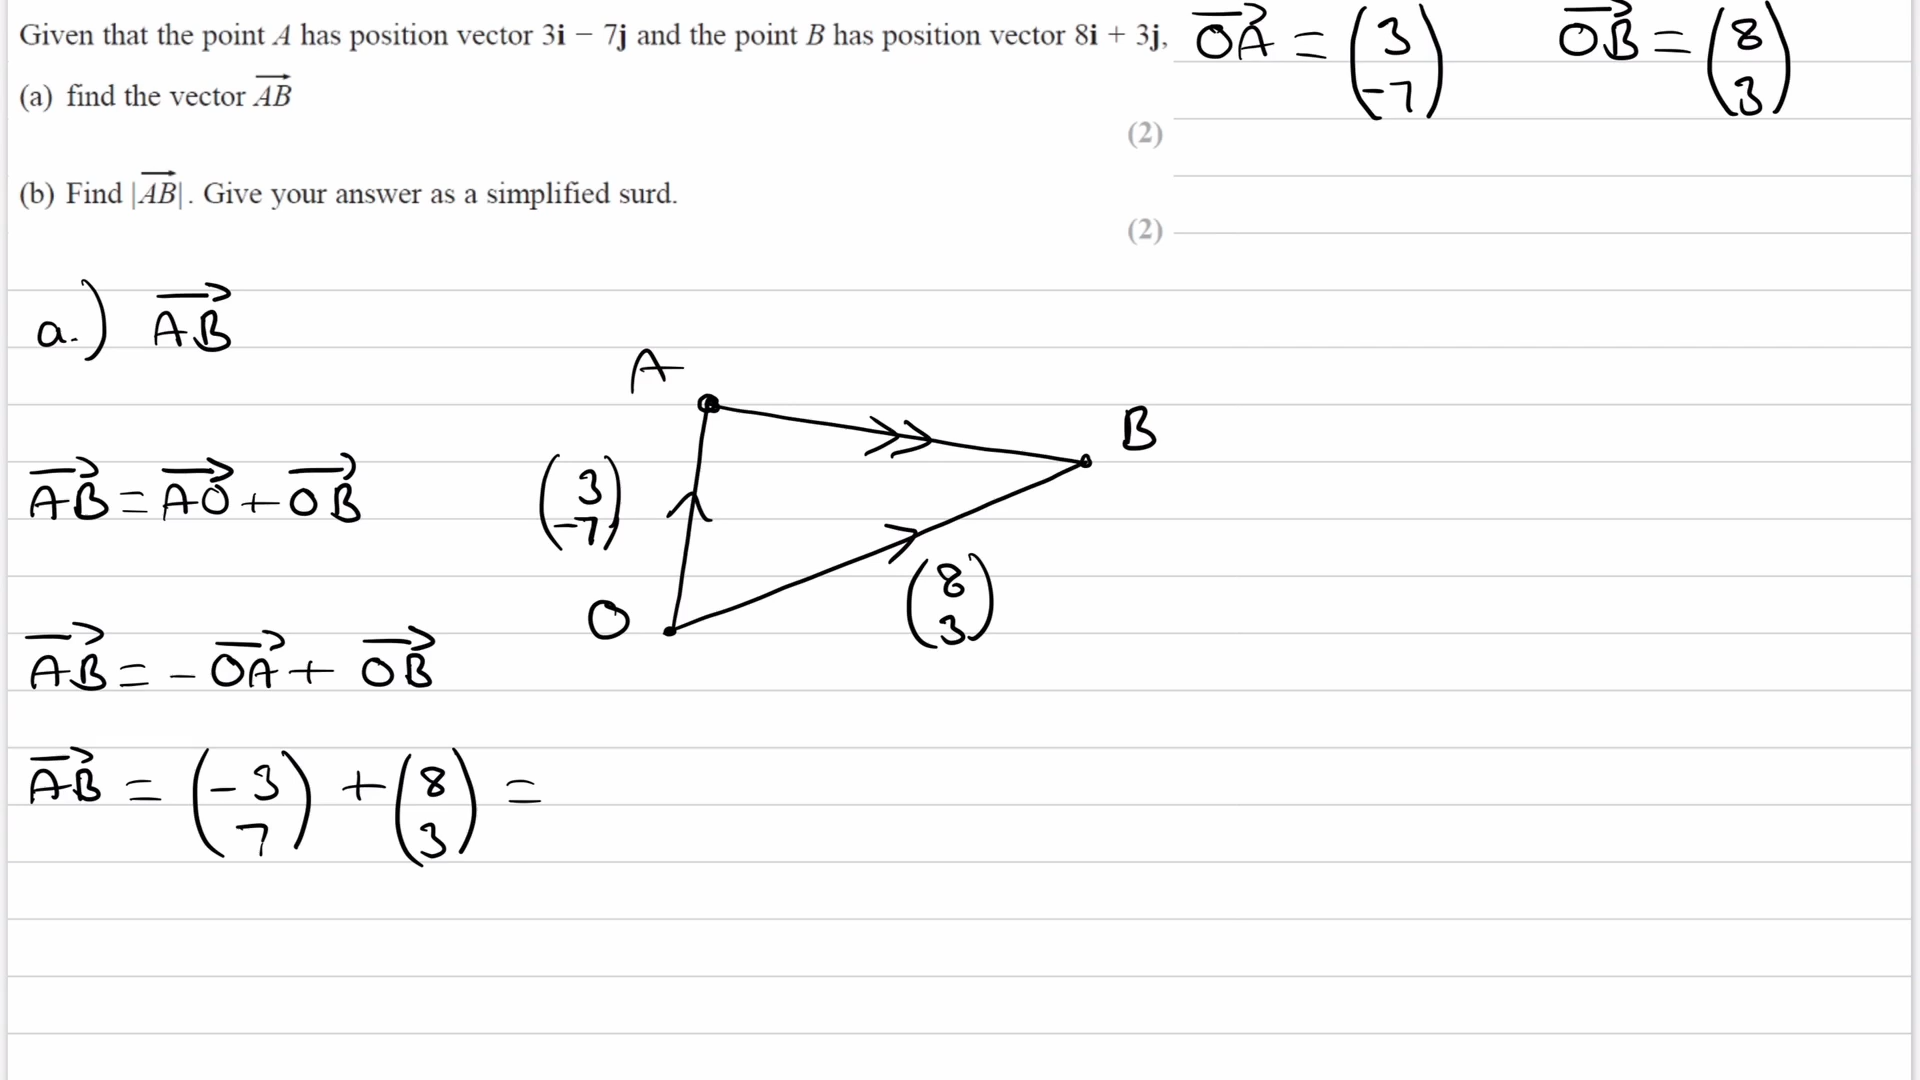 Given that the point A has position vector 3i − 7j and the point B has position vector 8i + 3j,
(a) find the vector AB
(2)
(b) Find |AB|. Give your answer as a simplified surd.
(2)
OA = (3 -7) OB = (8 3)
a.) AB
A
B
(3 -7)
O
(8 3)
AB = AO + OB
AB = - OA + OB
AB = (-3 7) + (8 3) =